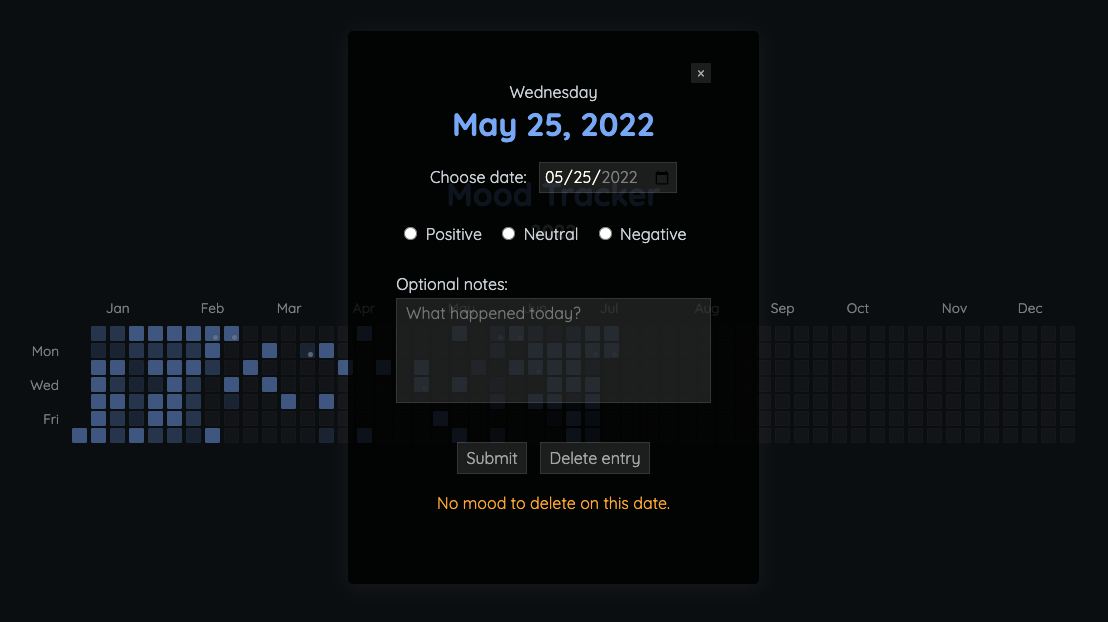 ×
Wednesday
May 25, 2022
Choose date: 05/25/2022
Mood Tracker
2022
Positive Neutral Negative
Optional notes:
What happened today?
Jan Feb Mar Apr May Jun Jul Aug Sep Oct Nov Dec
Mon
Wed
Fri
Submit Delete entry
No mood to delete on this date.